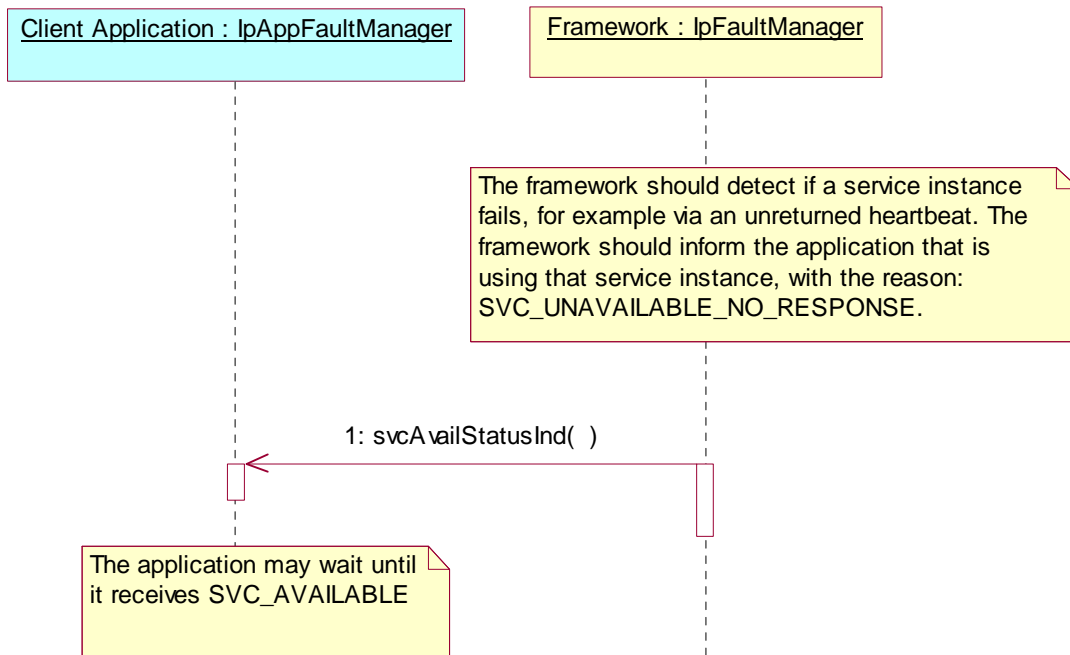 Client Application : IpAppFaultManager
Framework : IpFaultManager
The framework should detect if a service instance
fails, for example via an unreturned heartbeat. The
framework should inform the application that is
using that service instance, with the reason:
SVC_UNAVAILABLE_NO_RESPONSE.
1: svcAvailStatusInd(  )
The application may wait until
it receives SVC_AVAILABLE